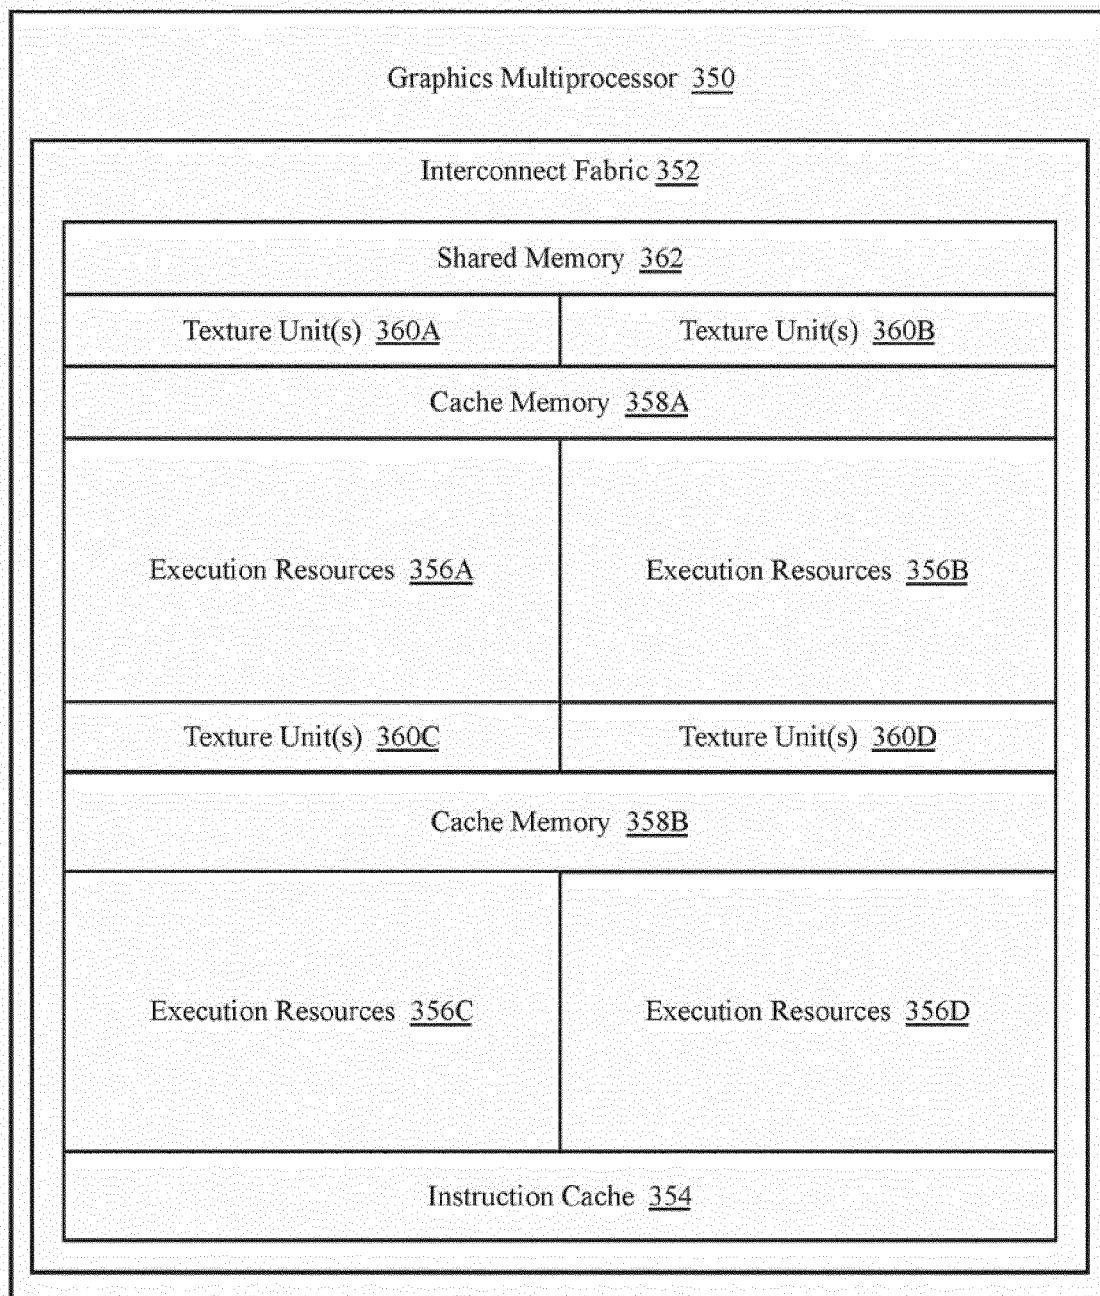 Graphics Multiprocessor 350
Interconnect Fabric 352
Shared Memory 362
Texture Unit(s) 360A
Texture Unit(s) 360B
Cache Memory 358A
Execution Resources 356A
Execution Resources 356B
Texture Unit(s) 360C
Texture Unit(s) 360D
Cache Memory 358B
Execution Resources 356C
Execution Resources 356D
Instruction Cache 354